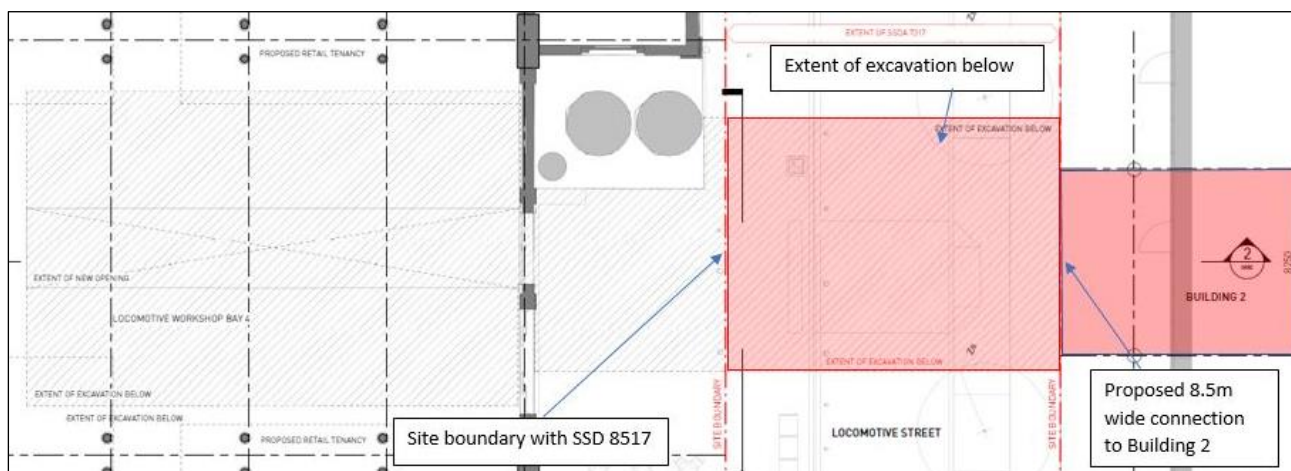 EXTENT OF SSDA 7317
PROPOSED RETAIL TENANCY
Extent of excavation below
EXTENT OF EXCAVATION BELOW
2
8250
BUILDING 2
EXTENT OF NEW OPENING
LOCOMOTIVE WORKSHOP BAY 4
EXTENT OF EXCAVATION BELOW
EXTENT OF EXCAVATION BELOW
EXTENT OF EXCAVATION BELOW
PROPOSED RETAIL TENANCY
Site boundary with SSD 8517
SITE BOUNDARY
LOCOMOTIVE STREET
SITE BOUNDARY
Proposed 8.5m
wide connection
to Building 2